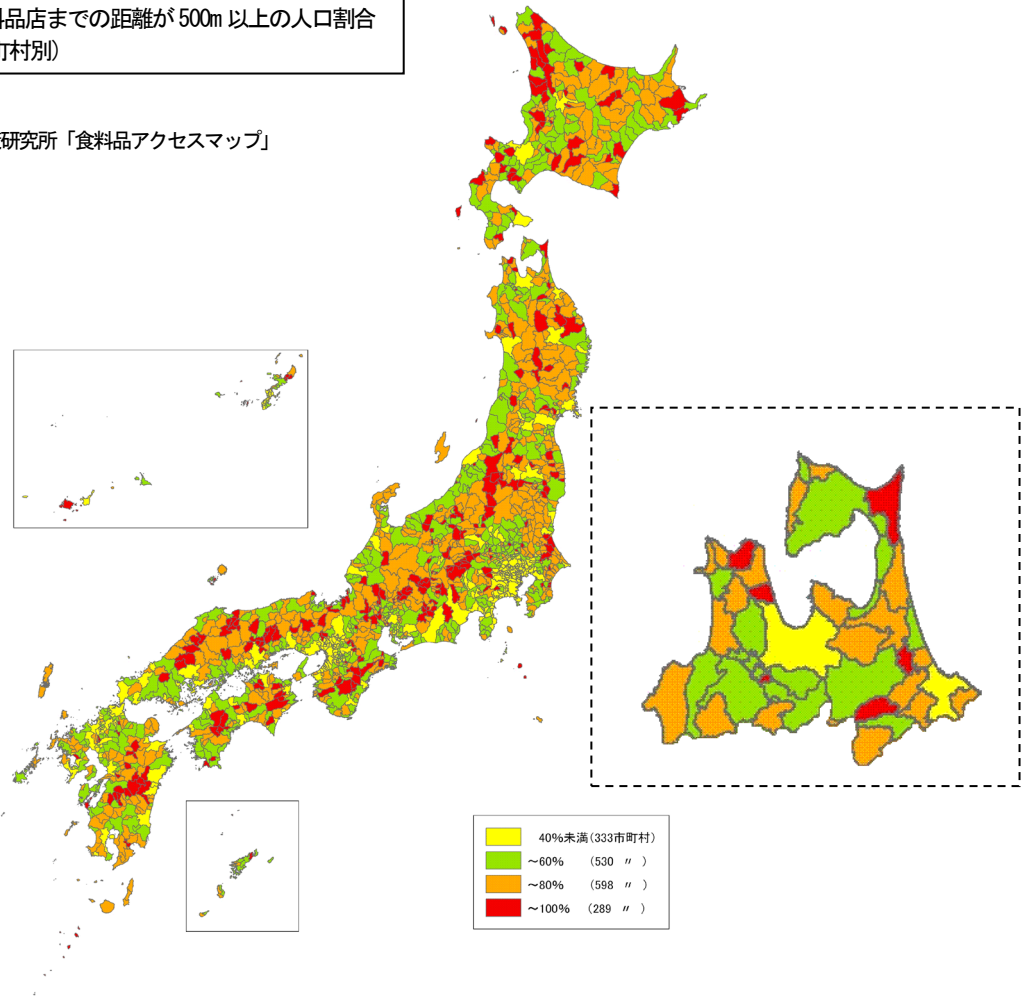 料品店までの距離が500m以上の人口割合
町村別）
研究所「食料品アクセスマップ」
40%未満(333市町村)
～60% (530 〃 )
～80% (598 〃 )
～100% (289 〃 )